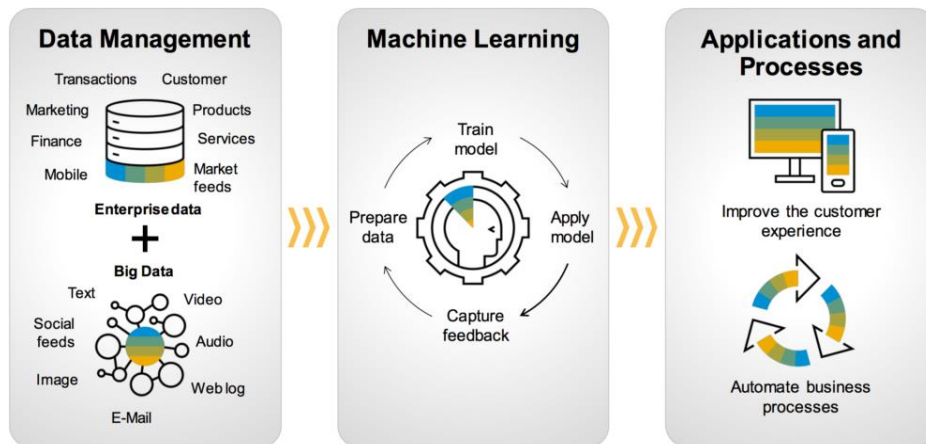 Data Management
Transactions
Customer
Marketing
Products
Finance
Services
Mobile
Market
feeds
Enterprise data
+
Big Data
Text
Video
Social
feeds
Audio
Image
Web log
E-Mail
Machine Learning
Train
model
Prepare
data
Apply
model
Capture
feedback
Applications and
Processes
Improve the customer
experience
Automate business
processes